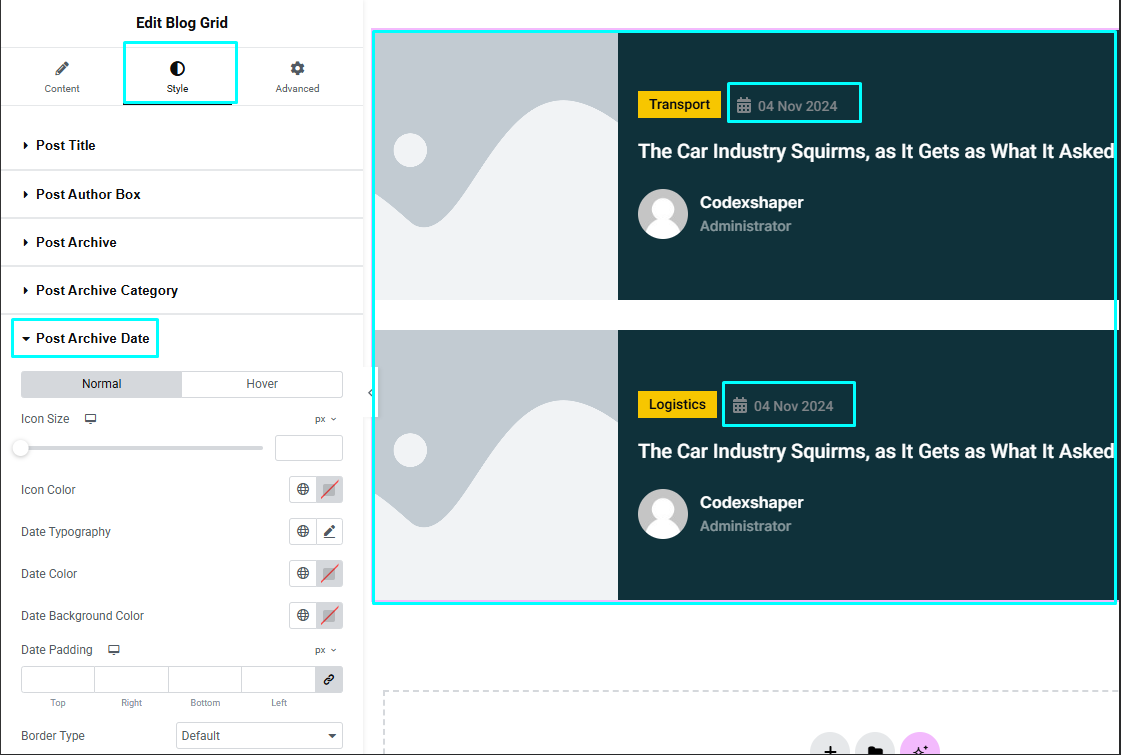 Edit Blog Grid
Content
Style
Advanced
Post Title
Post Author Box
Post Archive
Post Archive Category
Post Archive Date
Normal
Hover
Icon Size
px
Icon Color
Date Typography
Date Color
Date Background Color
Date Padding
px
Top
Right
Bottom
Left
Border Type
Default
Transport
04 Nov 2024
The Car Industry Squirms, as It Gets as What It Asked
Codexshaper
Administrator
Logistics
04 Nov 2024
The Car Industry Squirms, as It Gets as What It Asked
Codexshaper
Administrator